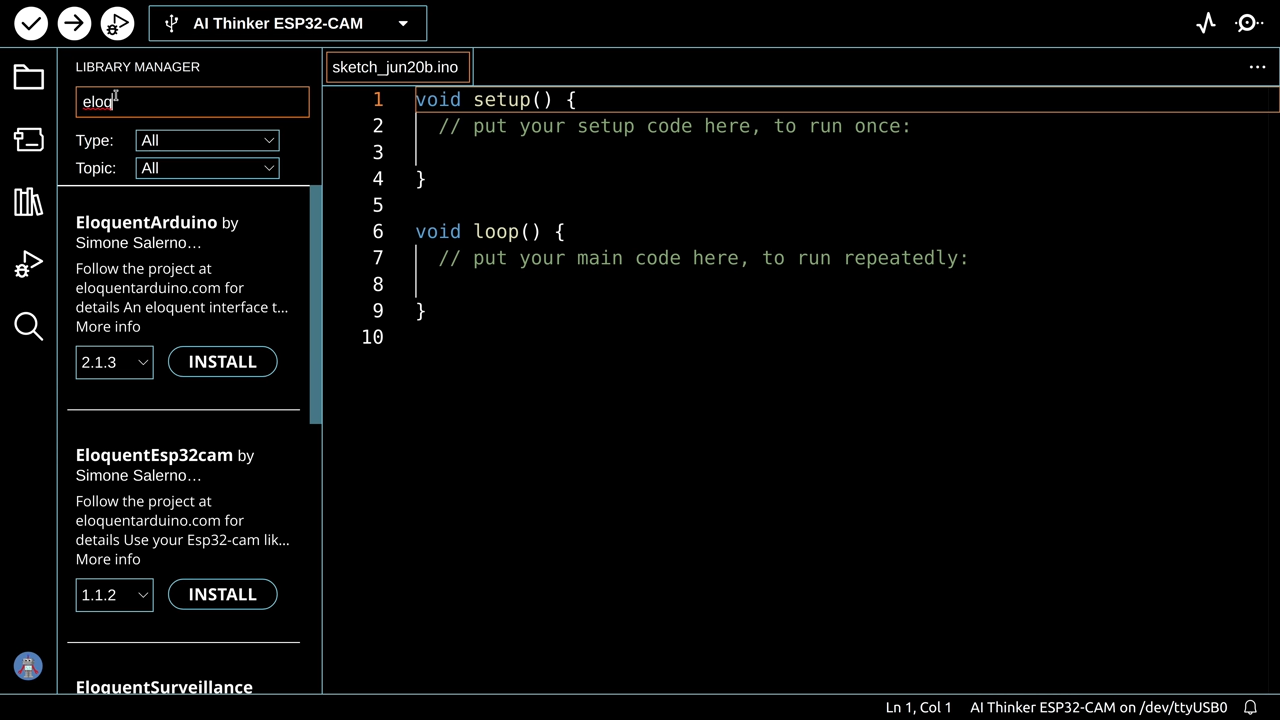 AI Thinker ESP32-CAM
LIBRARY MANAGER
eloq
Type: All
Topic: All
EloquentArduino by
Simone Salerno…
Follow the project at
eloquentarduino.com for
details An eloquent interface t...
More info
2.1.3 INSTALL
EloquentEsp32cam by
Simone Salerno…
Follow the project at
eloquentarduino.com for
details Use your Esp32-cam lik...
More info
1.1.2 INSTALL
EloquentSurveillance
sketch_jun20b.ino
1 void setup() {
2 // put your setup code here, to run once:
3
4 }
5
6 void loop() {
7 // put your main code here, to run repeatedly:
8
9 }
10
Ln 1, Col 1 AI Thinker ESP32-CAM on /dev/ttyUSB0